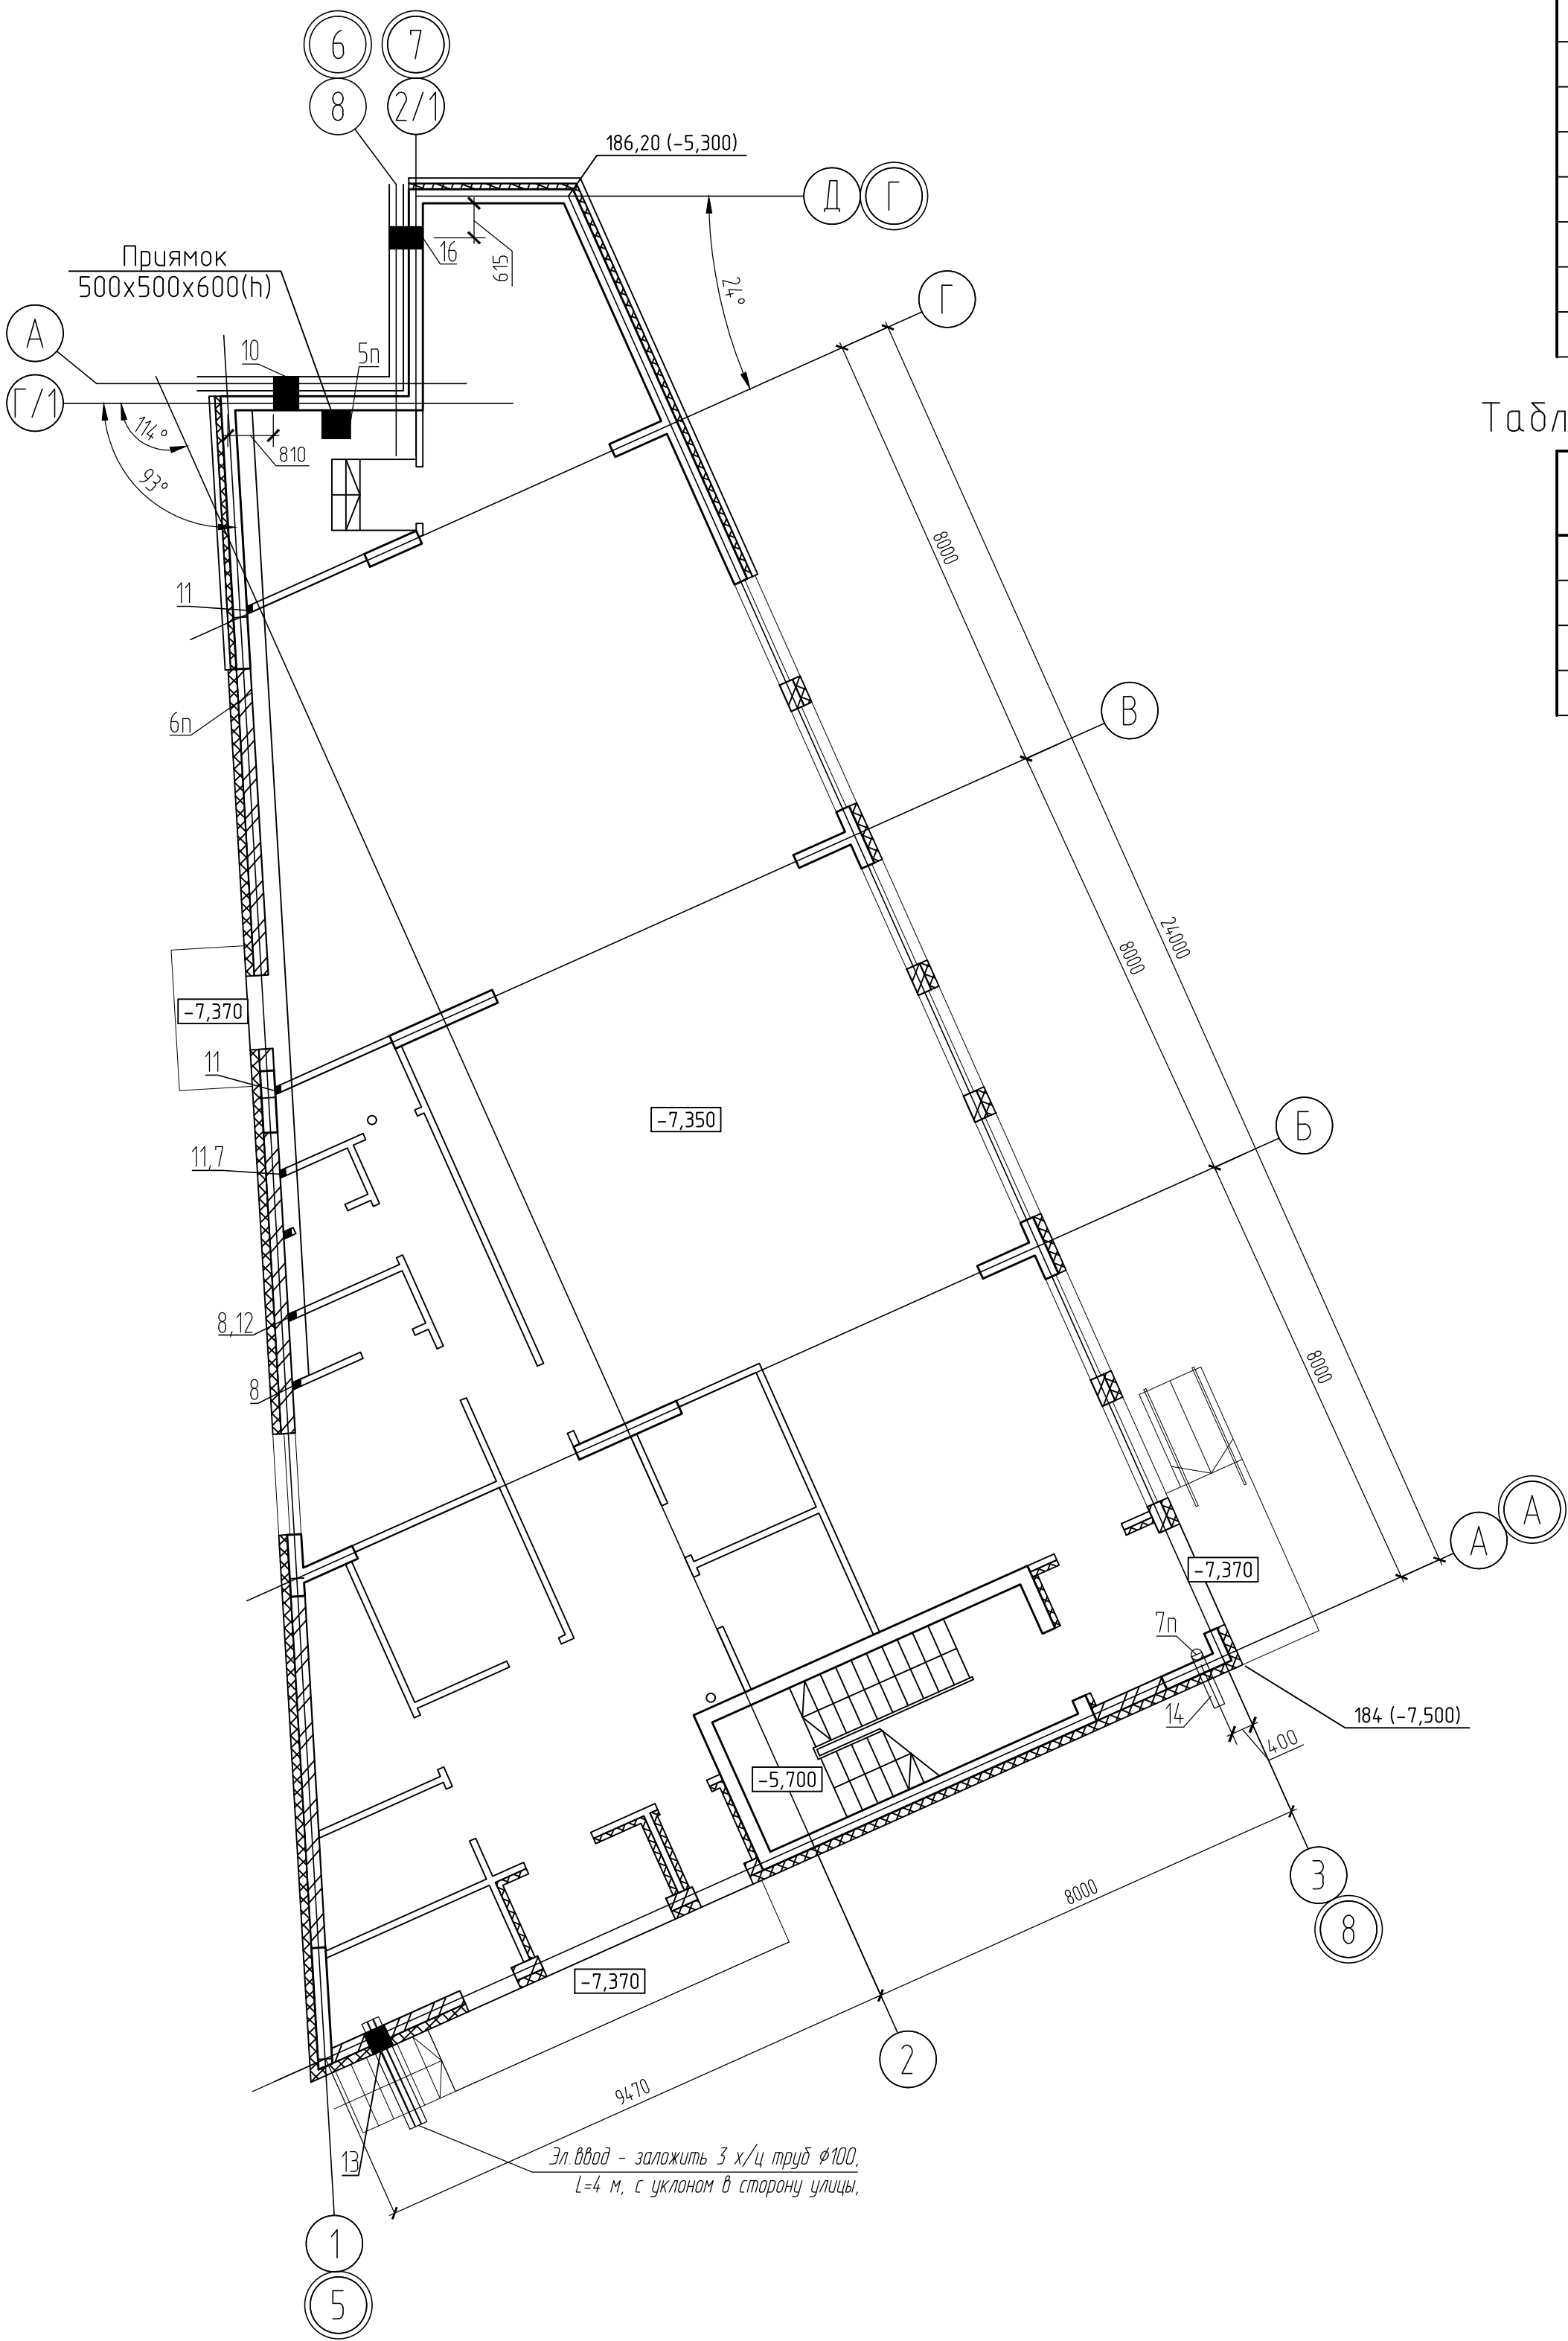 6
7
8
2/1
186,20 (-5,300)
Д
Г
16
615
24°
Приямок
500х500х600(h)
Г
А
10
5п
Г/1
114°
810
93°
Табл
8000
11
В
6п
24000
8000
-7,370
11
-7,350
Б
11,7
8,12
8000
8
А
А
-7,370
7п
14
184 (-7,500)
400
-5,700
3
8
8000
-7,370
2
9470
13
Эл.ввод - заложить 3 х/ц труб ϕ100,
L=4 м, с уклоном в сторону улицы,
1
5